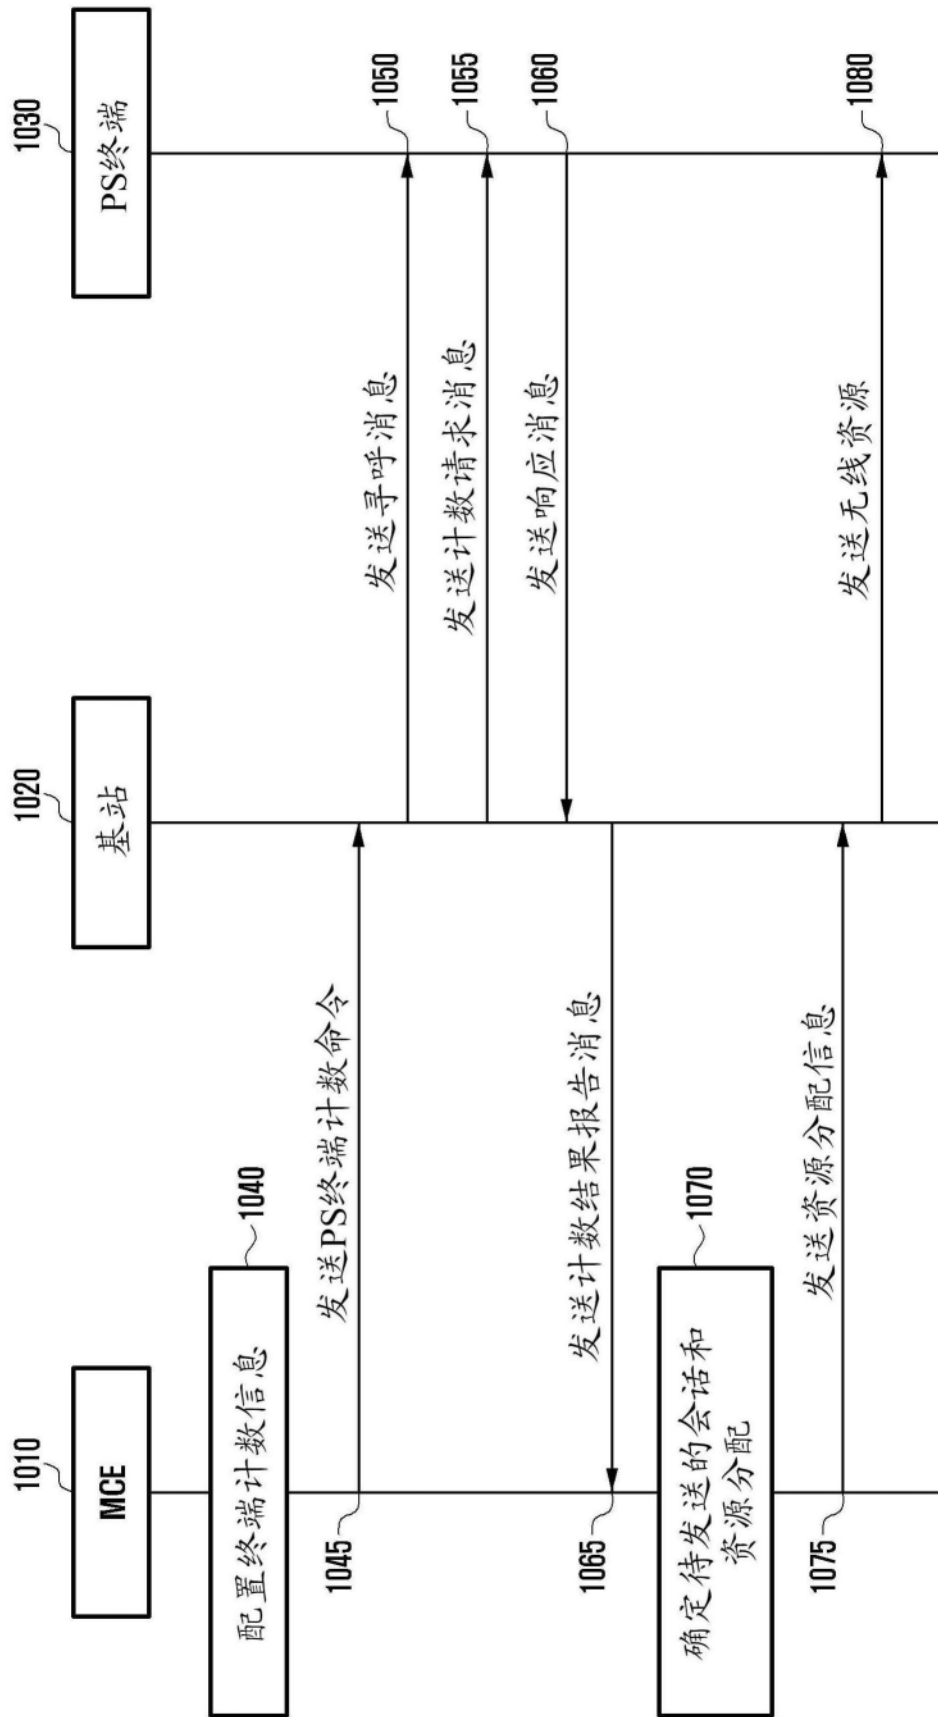 1010
MCE
1020
基站
1030
PS终端
配置终端计数信息
1040
1045
发送PS终端计数命令
发送寻呼消息
1050
发送计数请求消息
1055
发送响应消息
1060
1065
发送计数结果报告消息
确定待发送的会话和
资源分配
1070
1075
发送资源分配信息
发送无线资源
1080